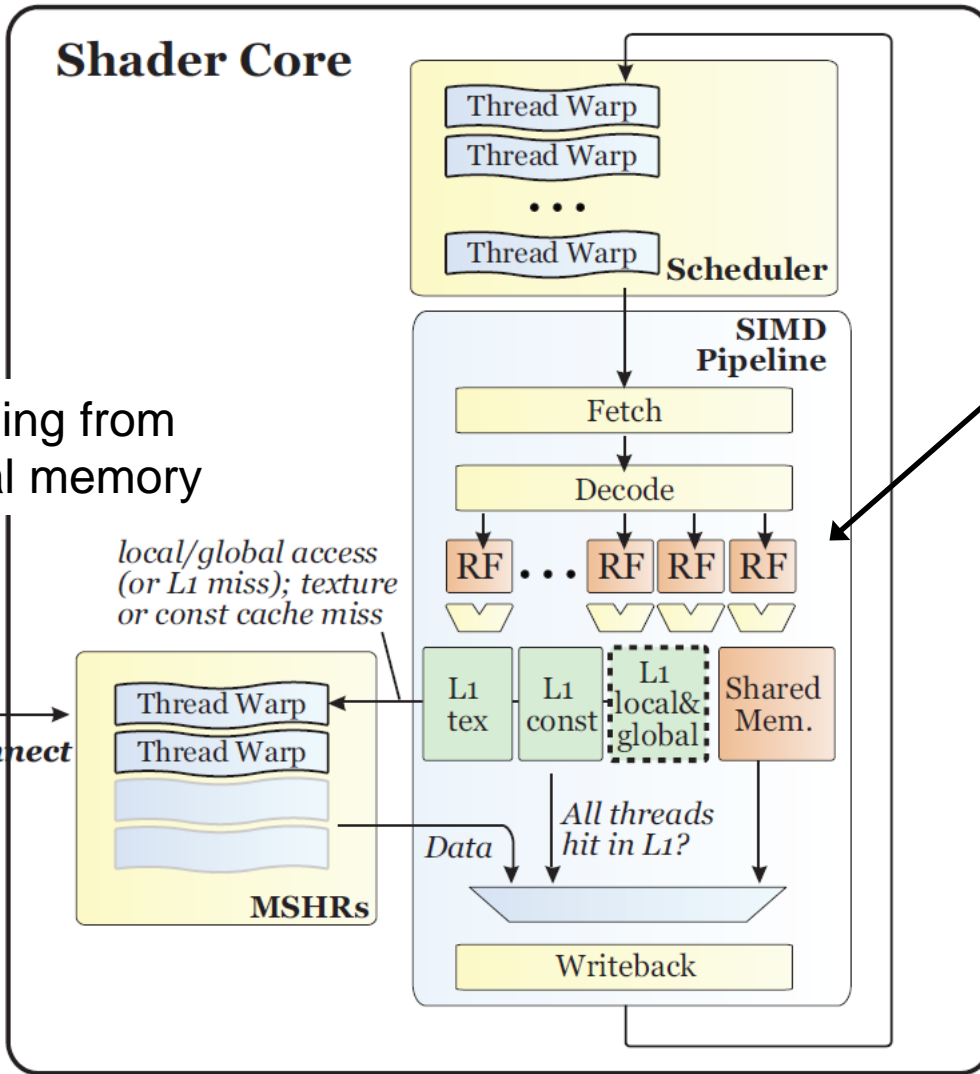 Shader Core
Thread Warp
Thread Warp
• • •
Thread Warp
Scheduler
SIMD
Pipeline
Fetch
ing from
al memory
Decode
local/global access
(or L1 miss); texture
or const cache miss
RF • • • RF RF RF
L1
tex
L1
const
L1
local&
global
Shared
Mem.
Thread Warp
Thread Warp
nect
MSHRs
Data
All threads
hit in L1?
Writeback